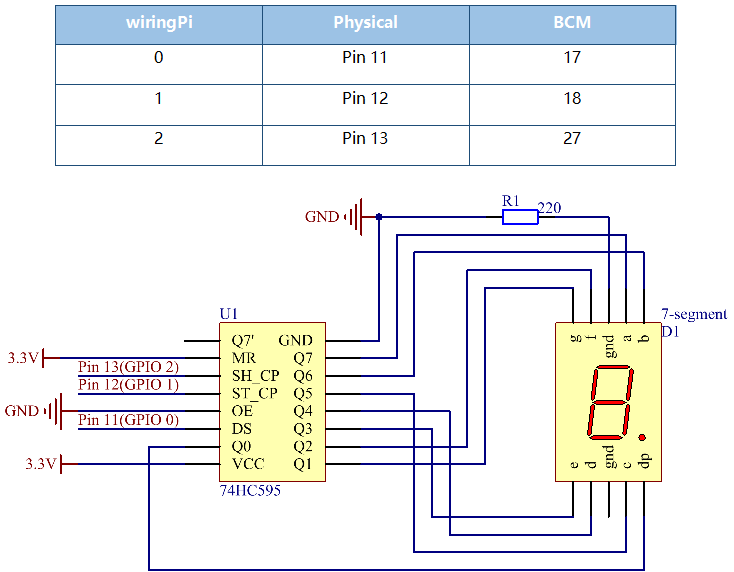 wiringPi Physical BCM
0 Pin 11 17
1 Pin 12 18
2 Pin 13 27
R1 220
GND
U1
7-segment
D1
g f gnd a b
Q7' GND
3.3V MR Q7
Pin 13(GPIO 2) SH_CP Q6
Pin 12(GPIO 1) ST_CP Q5
GND OE Q4
Pin 11(GPIO 0) DS Q3
Q0 Q2
3.3V VCC Q1
e d gnd c dp
74HC595